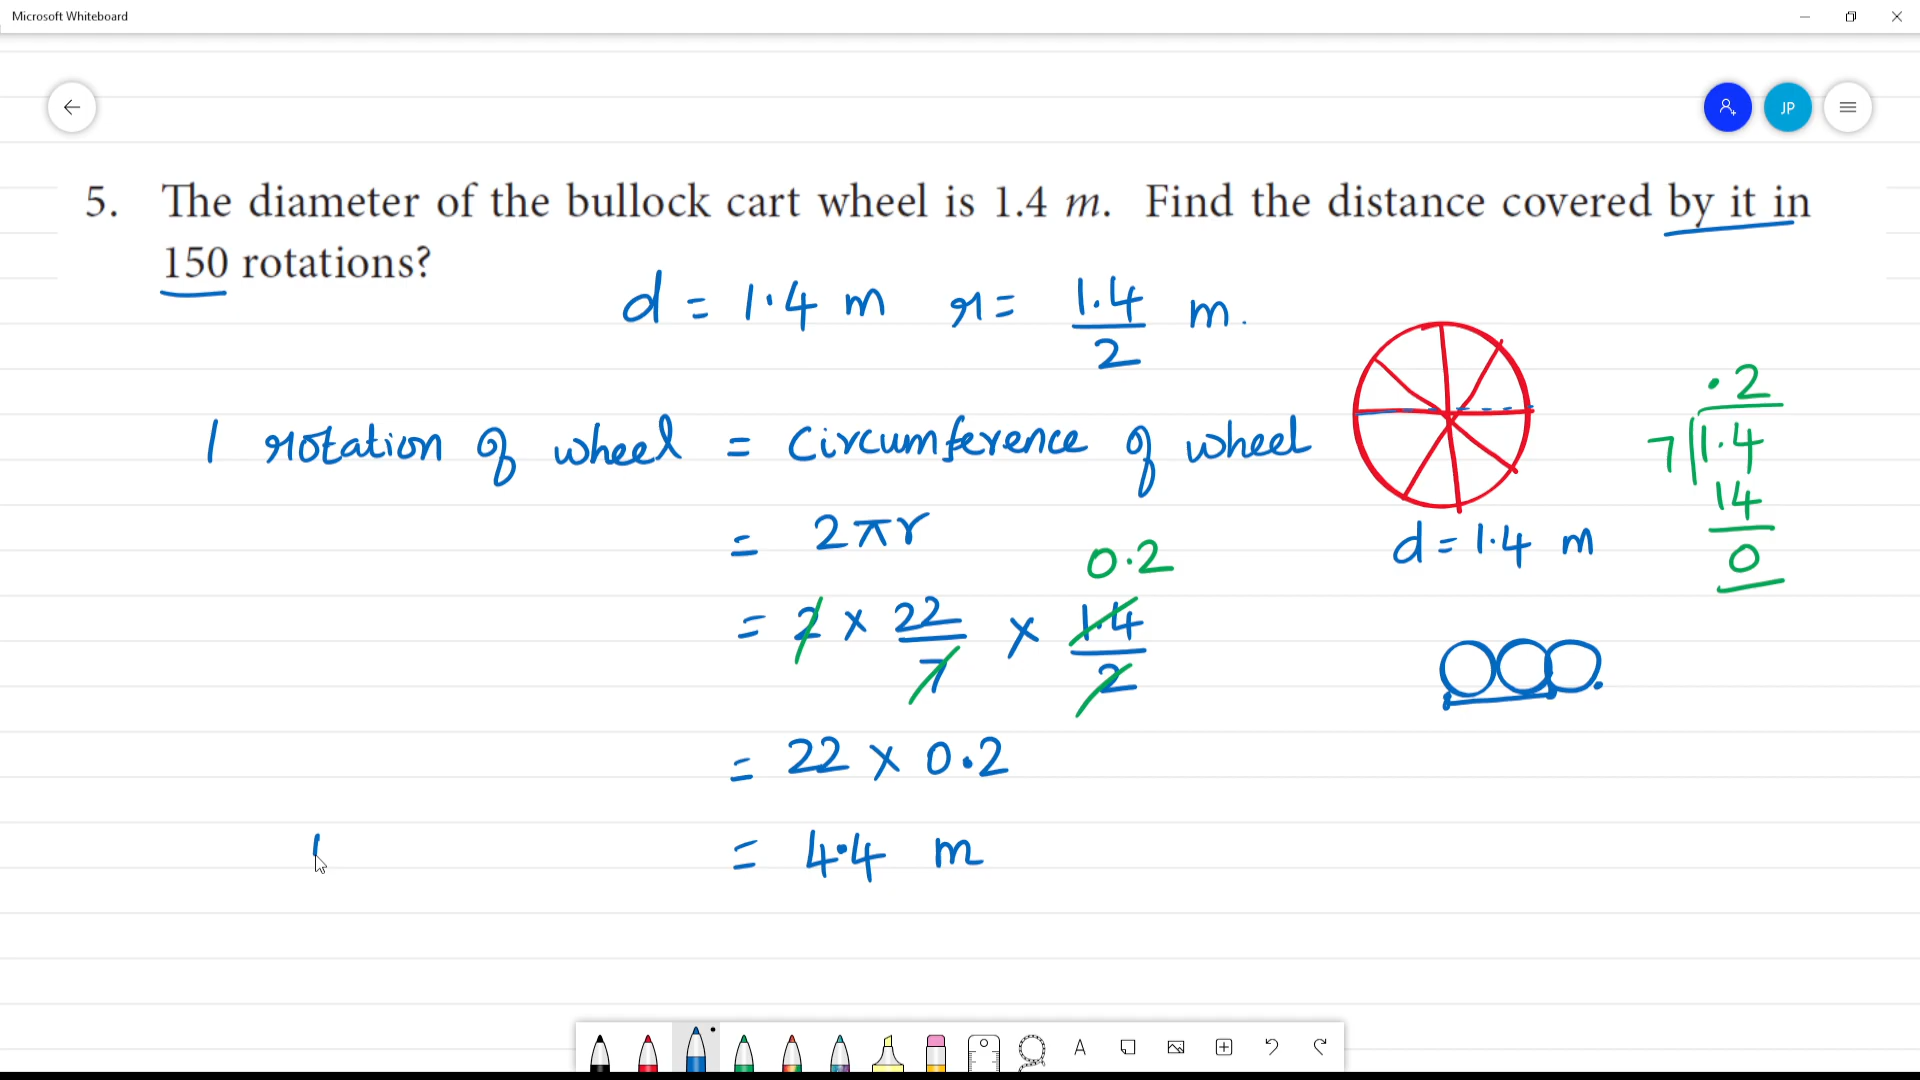 Microsoft Whiteboard
JP
5. The diameter of the bullock cart wheel is 1.4 m. Find the distance covered by it in
150 rotations?
d = 1.4 m r = 1.4/2 m.
1 rotation of wheel = Circumference of wheel
= 2πr
0.2
= 2 × 22/7 × 1.4/2
= 22 × 0.2
= 4.4 m
1
d = 1.4 m
.2
7 1.4
14
0
A